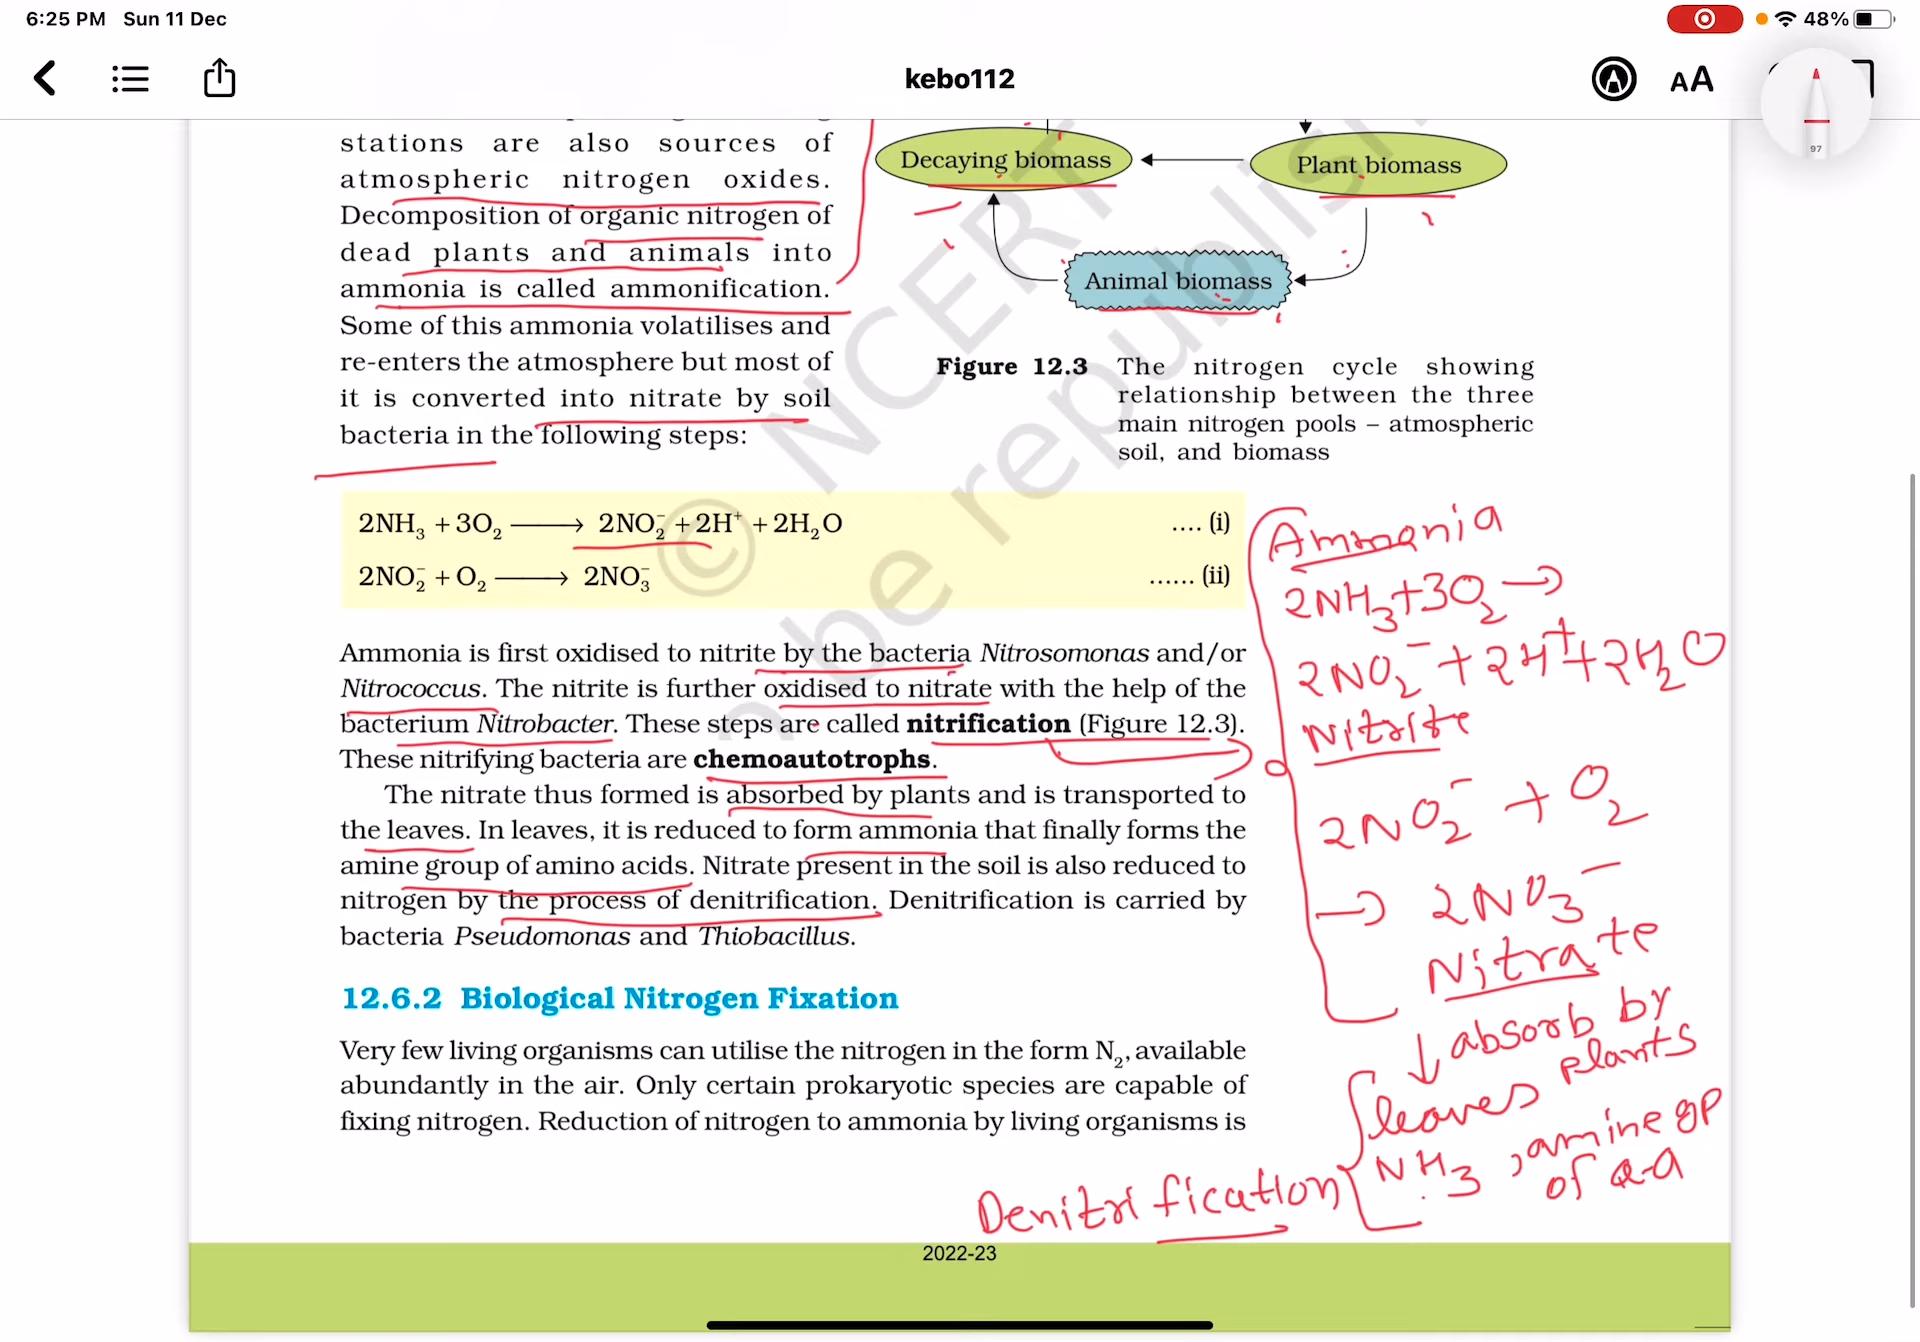 6:25 PM Sun 11 Dec
48%
kebo112
AA
97
stations are also sources of
atmospheric nitrogen oxides.
Decomposition of organic nitrogen of
dead plants and animals into
ammonia is called ammonification.
Some of this ammonia volatilises and
re-enters the atmosphere but most of
it is converted into nitrate by soil
bacteria in the following steps:
Decaying biomass
Plant biomass
Animal biomass
Figure 12.3 The nitrogen cycle showing
relationship between the three
main nitrogen pools – atmospheric
soil, and biomass
© NCERT
be republish
2NH₃ + 3O₂ ⟶ 2NO₂⁻ + 2H⁺ + 2H₂O .... (i)
2NO₂⁻ + O₂ ⟶ 2NO₃⁻ ...... (ii)
Ammonia is first oxidised to nitrite by the bacteria Nitrosomonas and/or
Nitrococcus. The nitrite is further oxidised to nitrate with the help of the
bacterium Nitrobacter. These steps are called nitrification (Figure 12.3).
These nitrifying bacteria are chemoautotrophs.
The nitrate thus formed is absorbed by plants and is transported to
the leaves. In leaves, it is reduced to form ammonia that finally forms the
amine group of amino acids. Nitrate present in the soil is also reduced to
nitrogen by the process of denitrification. Denitrification is carried by
bacteria Pseudomonas and Thiobacillus.
12.6.2 Biological Nitrogen Fixation
Very few living organisms can utilise the nitrogen in the form N₂, available
abundantly in the air. Only certain prokaryotic species are capable of
fixing nitrogen. Reduction of nitrogen to ammonia by living organisms is
Ammonia
2NH₃+3O₂ →
2NO₂⁻ + 2H⁺+2H₂O
Nitrite
2NO₂⁻ + O₂
→ 2NO₃⁻
Nitrate
↓ absorb by
plants
leaves
NH₃ , amine gp
of a-a
Denitrification
2022-23